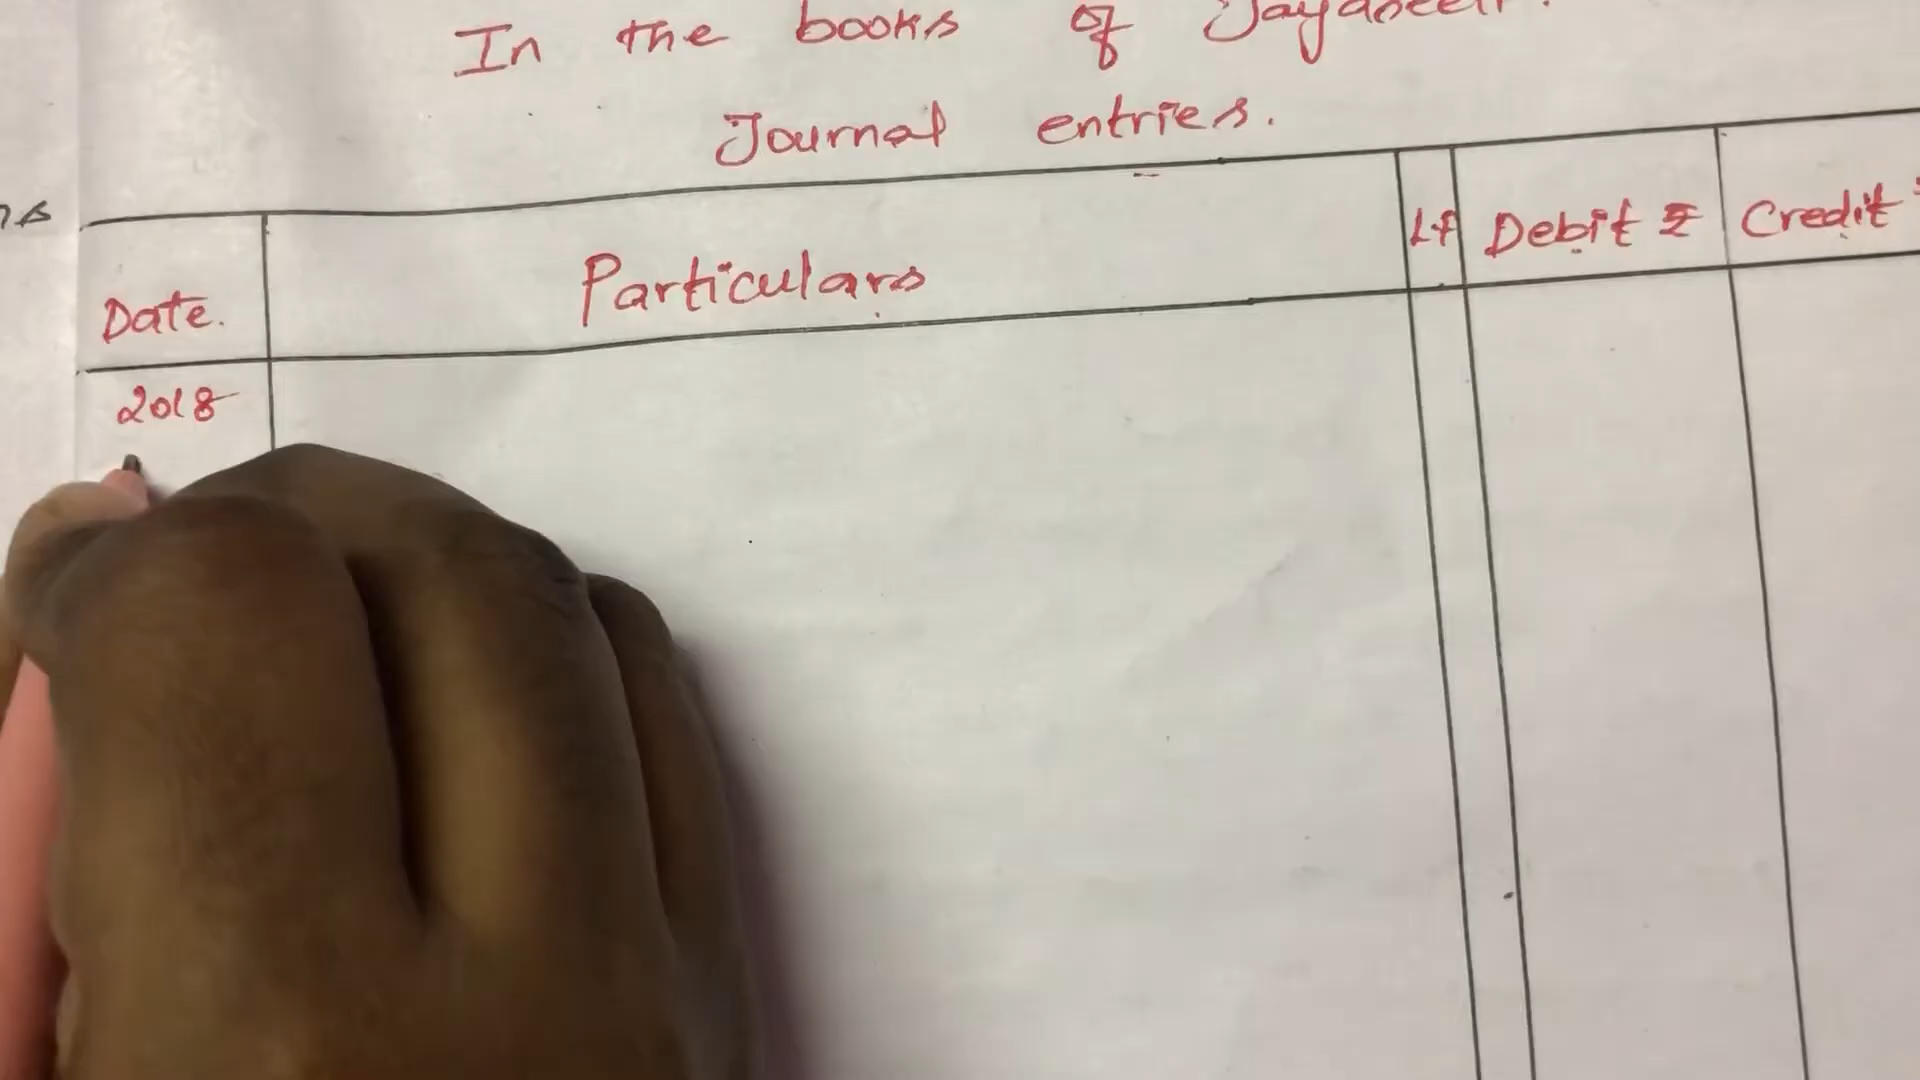 In the books of
Journal entries.
Date. Particulars Lf Debit ₹ Credit
2018